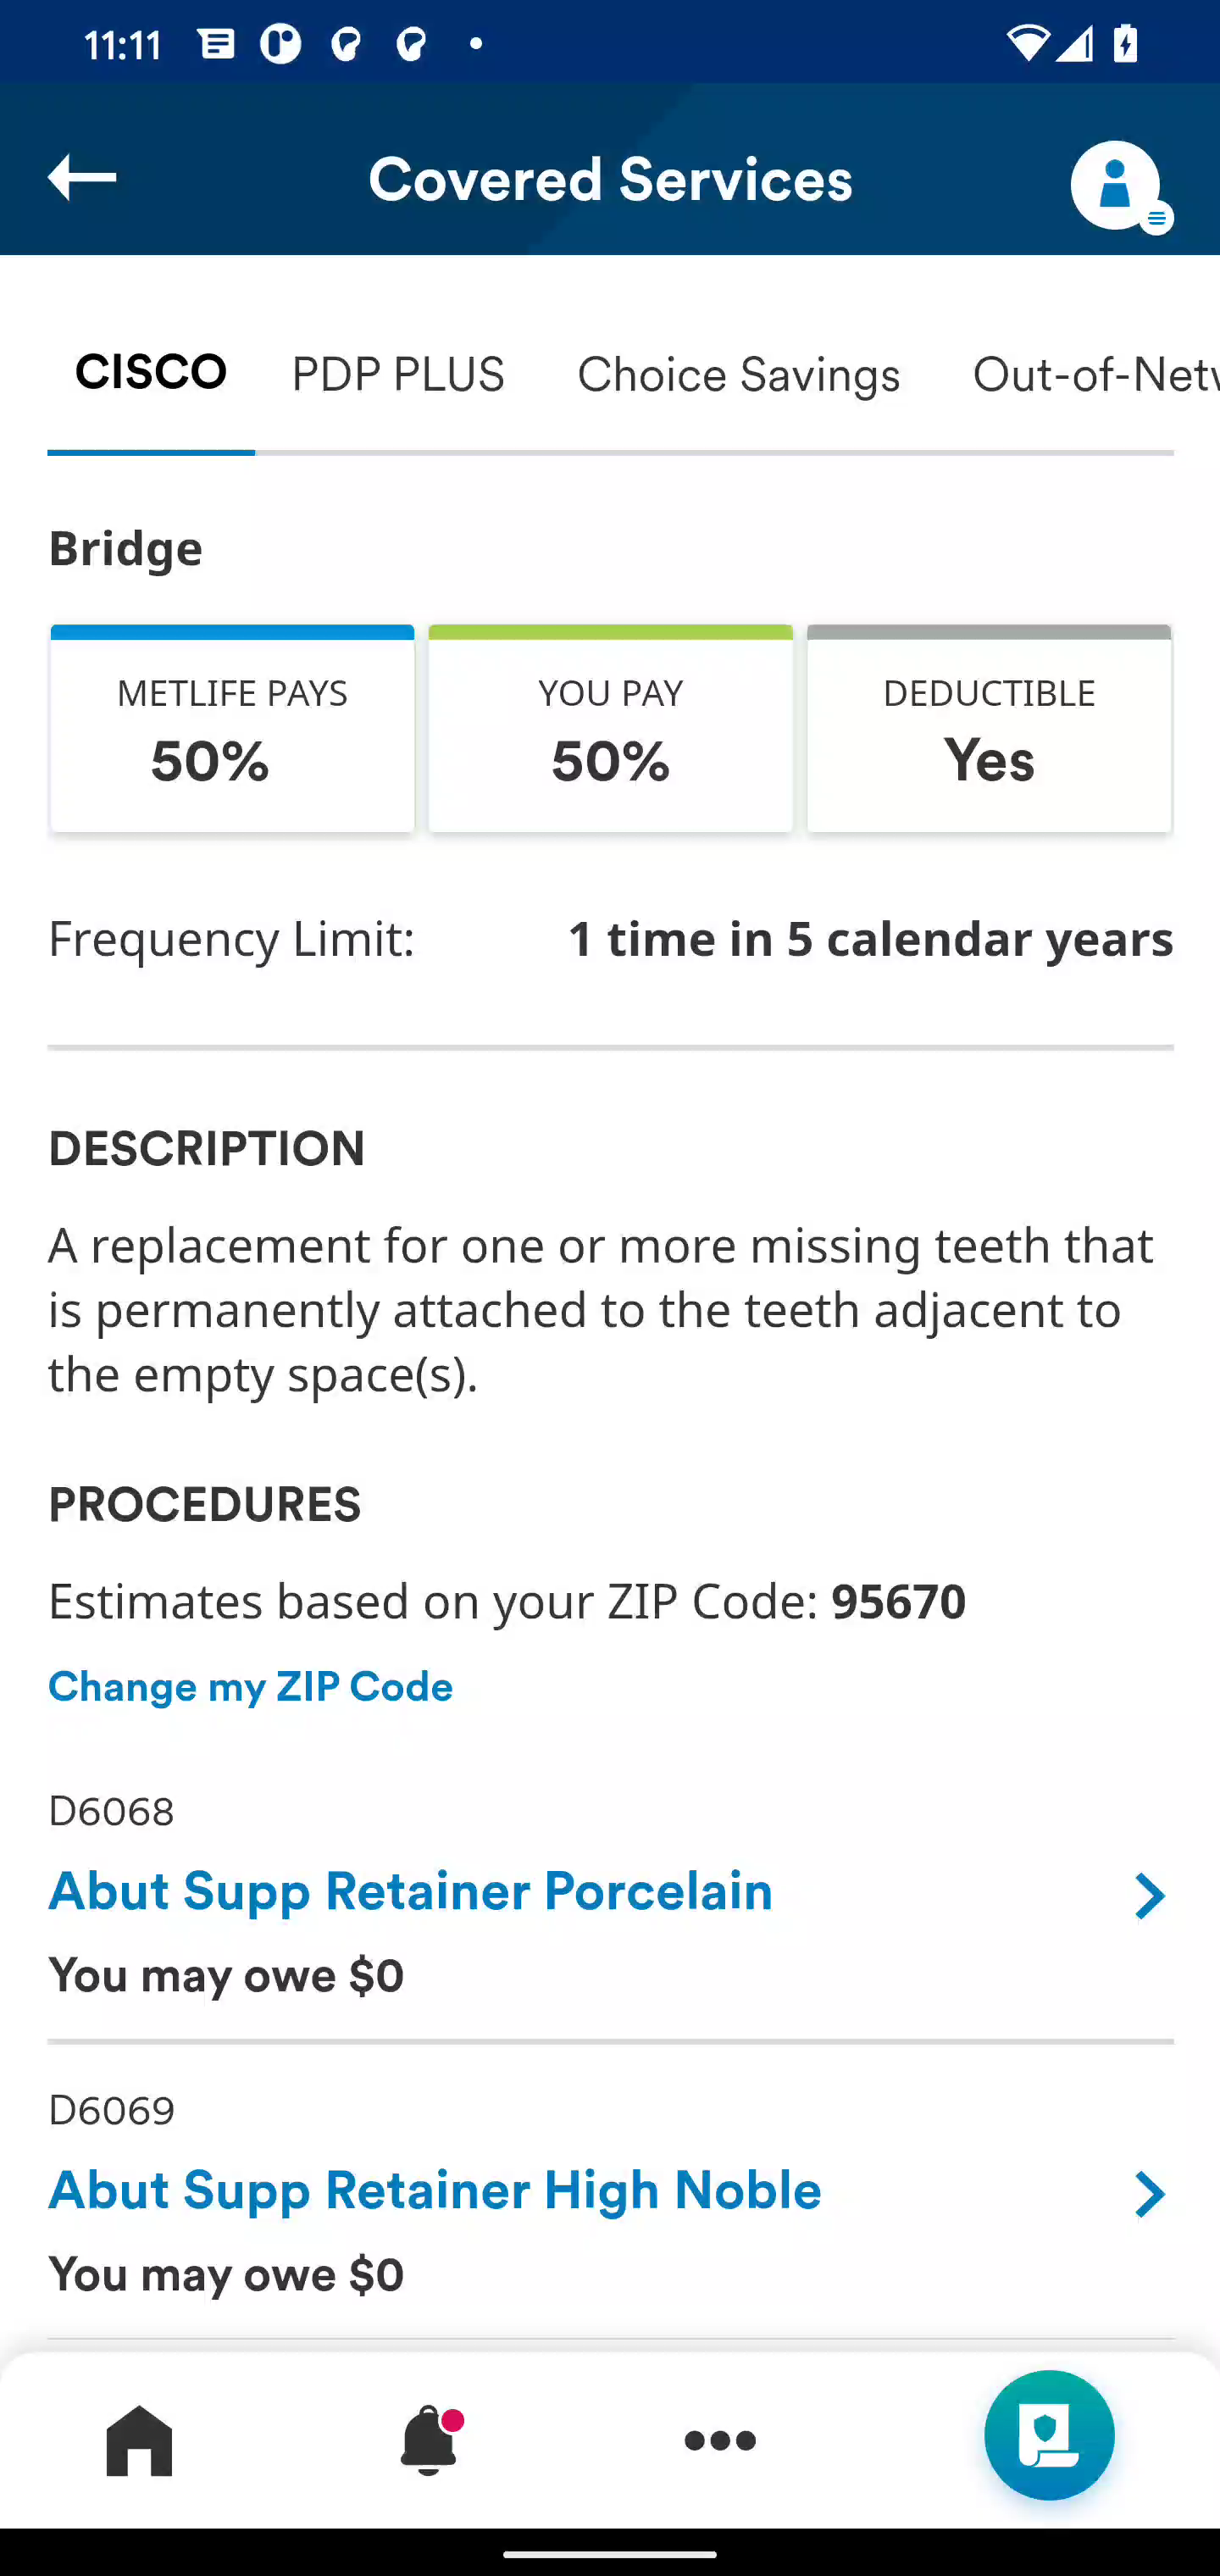 11:11
Covered Services
CISCO PDP PLUS Choice Savings Out-of-Net
Bridge
METLIFE PAYS YOU PAY DEDUCTIBLE
50% 50% Yes
Frequency Limit: 1 time in 5 calendar years
DESCRIPTION
A replacement for one or more missing teeth that
is permanently attached to the teeth adjacent to
the empty space(s).
PROCEDURES
Estimates based on your ZIP Code: 95670
Change my ZIP Code
D6068
Abut Supp Retainer Porcelain
You may owe $0
D6069
Abut Supp Retainer High Noble
You may owe $0